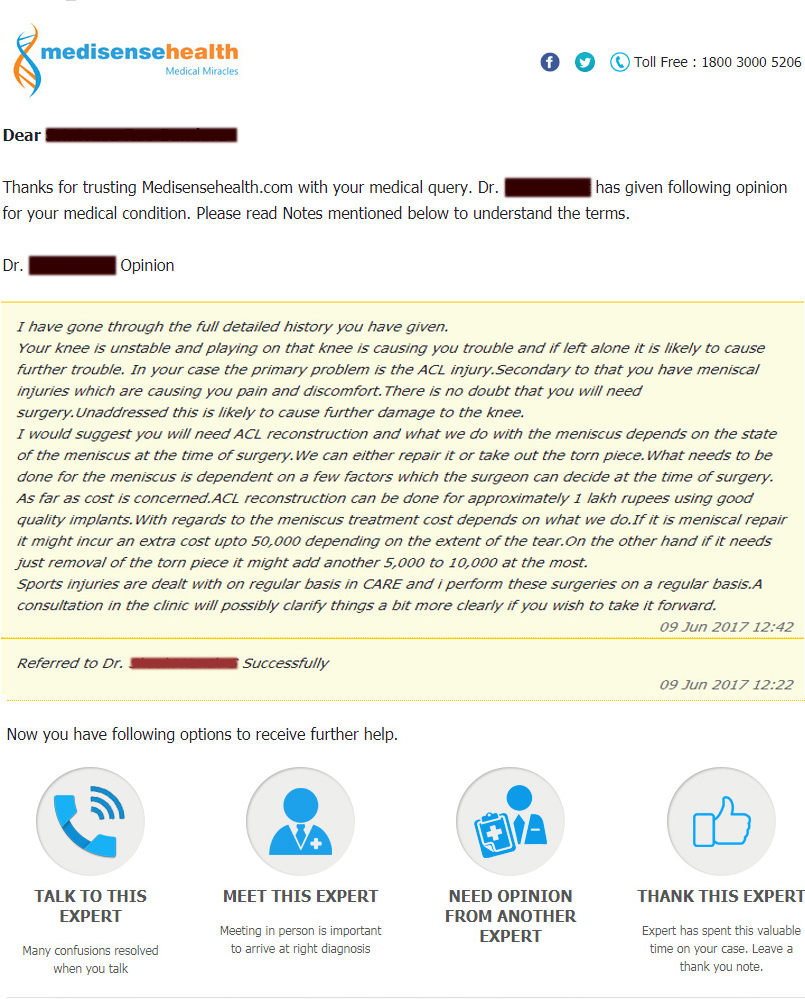 medisensehealth
Medical Miracles
Toll Free : 1800 3000 5206
Dear
Thanks for trusting Medisensehealth.com with your medical query. Dr. has given following opinion
for your medical condition. Please read Notes mentioned below to understand the terms.
Dr. Opinion
I have gone through the full detailed history you have given.
Your knee is unstable and playing on that knee is causing you trouble and if left alone it is likely to cause
further trouble. In your case the primary problem is the ACL injury.Secondary to that you have meniscal
injuries which are causing you pain and discomfort.There is no doubt that you will need
surgery.Unaddressed this is likely to cause further damage to the knee.
I would suggest you will need ACL reconstruction and what we do with the meniscus depends on the state
of the meniscus at the time of surgery.We can either repair it or take out the torn piece.What needs to be
done for the meniscus is dependent on a few factors which the surgeon can decide at the time of surgery.
As far as cost is concerned.ACL reconstruction can be done for approximately 1 lakh rupees using good
quality implants.With regards to the meniscus treatment cost depends on what we do.If it is meniscal repair
it might incur an extra cost upto 50,000 depending on the extent of the tear.On the other hand if it needs
just removal of the torn piece it might add another 5,000 to 10,000 at the most.
Sports injuries are dealt with on regular basis in CARE and i perform these surgeries on a regular basis.A
consultation in the clinic will possibly clarify things a bit more clearly if you wish to take it forward.
09 Jun 2017 12:42
Referred to Dr. Successfully
09 Jun 2017 12:22
Now you have following options to receive further help.
TALK TO THIS
EXPERT
Many confusions resolved
when you talk
MEET THIS EXPERT
Meeting in person is important
to arrive at right diagnosis
NEED OPINION
FROM ANOTHER
EXPERT
THANK THIS EXPERT
Expert has spent this valuable
time on your case. Leave a
thank you note.